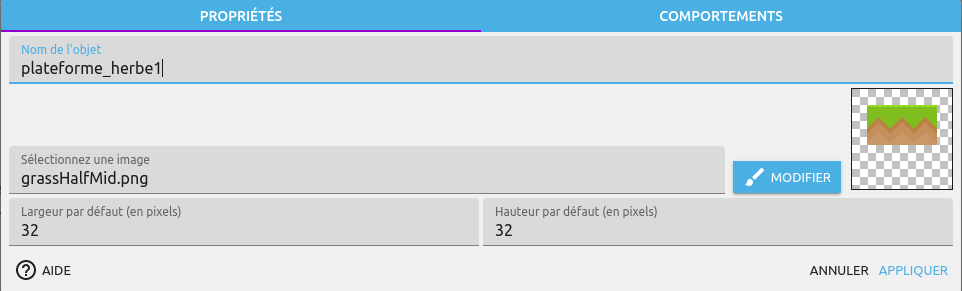 PROPRIÉTÉS
COMPORTEMENTS
Nom de l'objet
plateforme_herbe1
Sélectionnez une image
grassHalfMid.png
MODIFIER
Largeur par défaut (en pixels)
32
Hauteur par défaut (en pixels)
32
AIDE
ANNULER
APPLIQUER